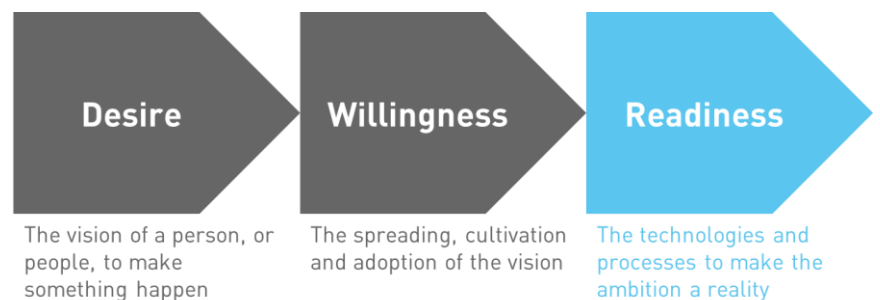 Desire
The vision of a person, or
people, to make
something happen
Willingness
The spreading, cultivation
and adoption of the vision
Readiness
The technologies and
processes to make the
ambition a reality